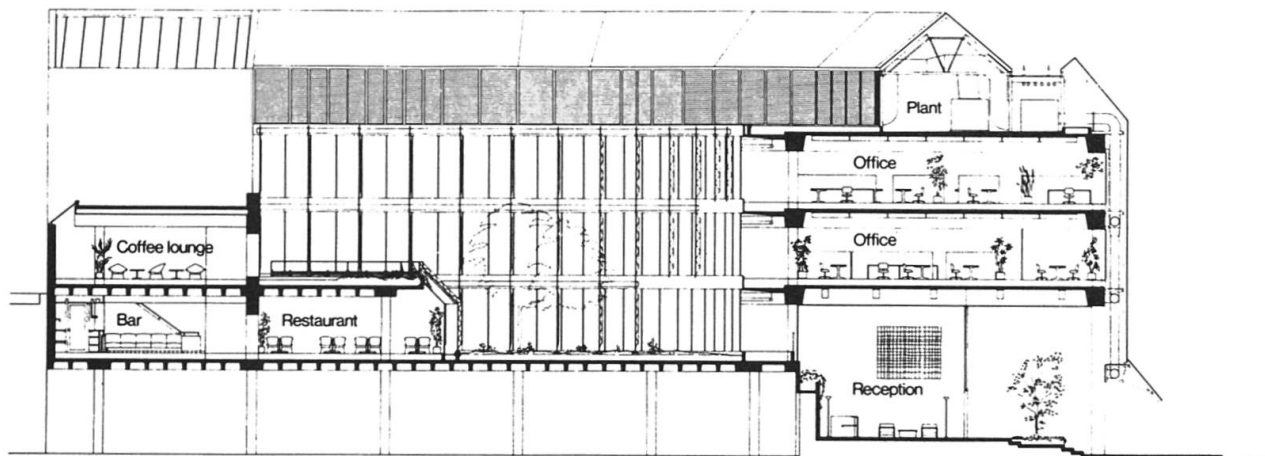 Plant
Office
Office
Coffee lounge
Bar
Restaurant
Reception